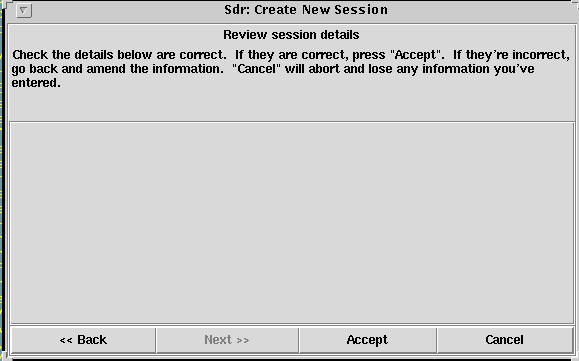 Sdr: Create New Session
Review session details
Check the details below are correct.  If they are correct, press "Accept".  If they're incorrect,
go back and amend the information.  "Cancel" will abort and lose any information you've
entered.
<< Back
Next >>
Accept
Cancel